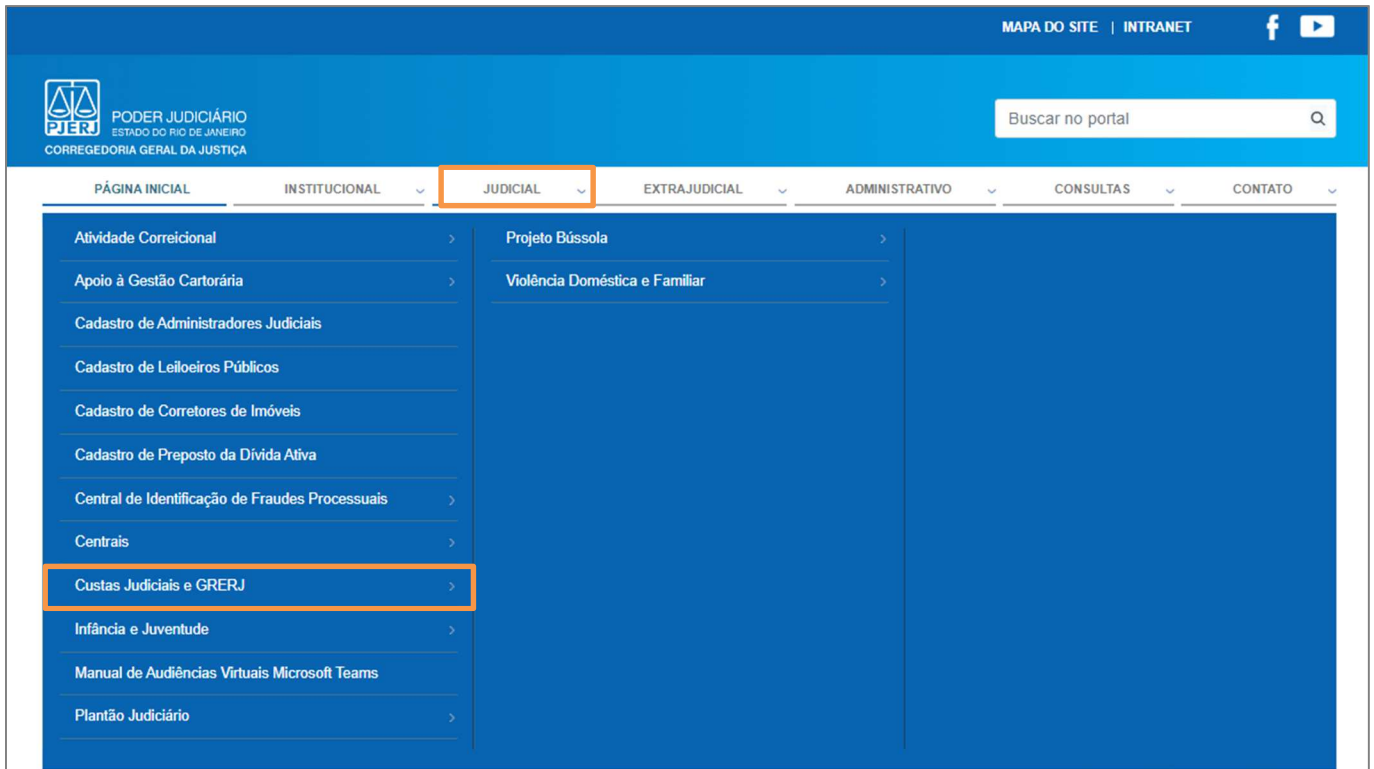 MAPA DO SITE | INTRANET
PJERJ
PODER JUDICIÁRIO
ESTADO DO RIO DE JANEIRO
CORREGEDORIA GERAL DA JUSTIÇA
Buscar no portal
PÁGINA INICIAL INSTITUCIONAL JUDICIAL EXTRAJUDICIAL ADMINISTRATIVO CONSULTAS CONTATO
Atividade Correicional
Apoio à Gestão Cartorária
Cadastro de Administradores Judiciais
Cadastro de Leiloeiros Públicos
Cadastro de Corretores de Imóveis
Cadastro de Preposto da Dívida Ativa
Central de Identificação de Fraudes Processuais
Centrais
Custas Judiciais e GRERJ
Infância e Juventude
Manual de Audiências Virtuais Microsoft Teams
Plantão Judiciário
Projeto Bússola
Violência Doméstica e Familiar